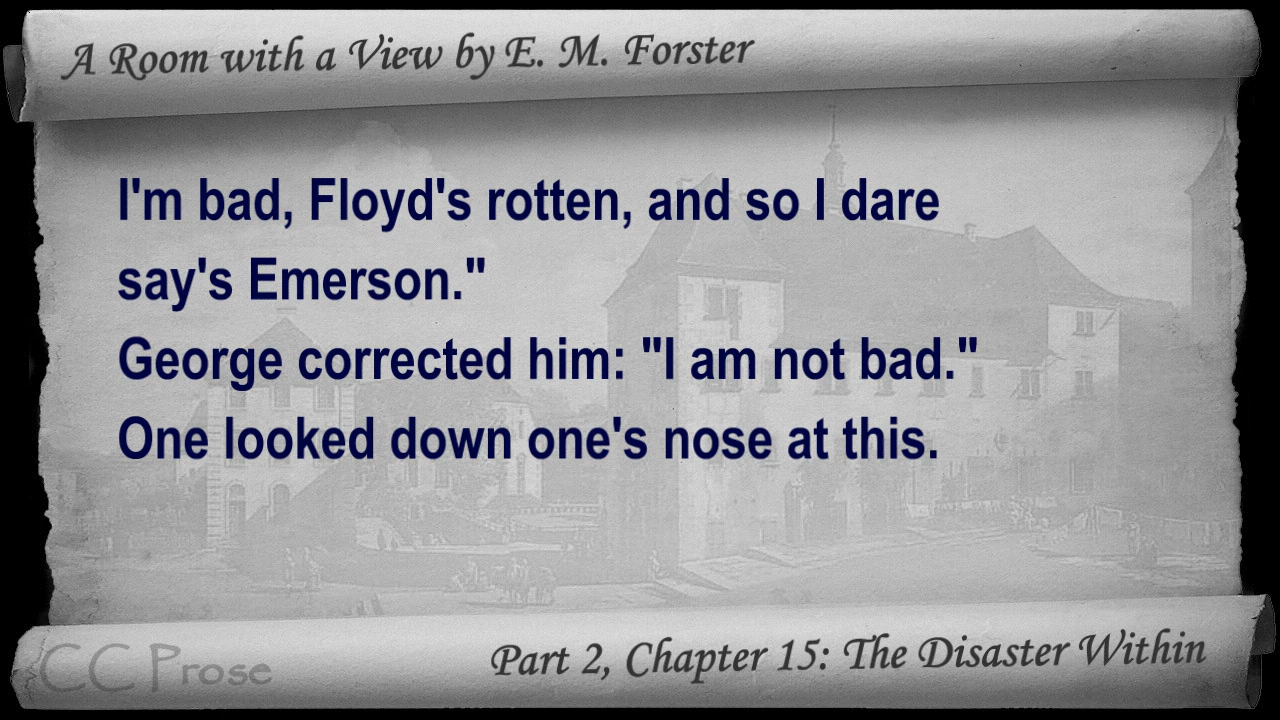 A Room with a View by E. M. Forster
I'm bad, Floyd's rotten, and so I dare
say's Emerson."
George corrected him: "I am not bad."
One looked down one's nose at this.
CC Prose
Part 2, Chapter 15: The Disaster Within